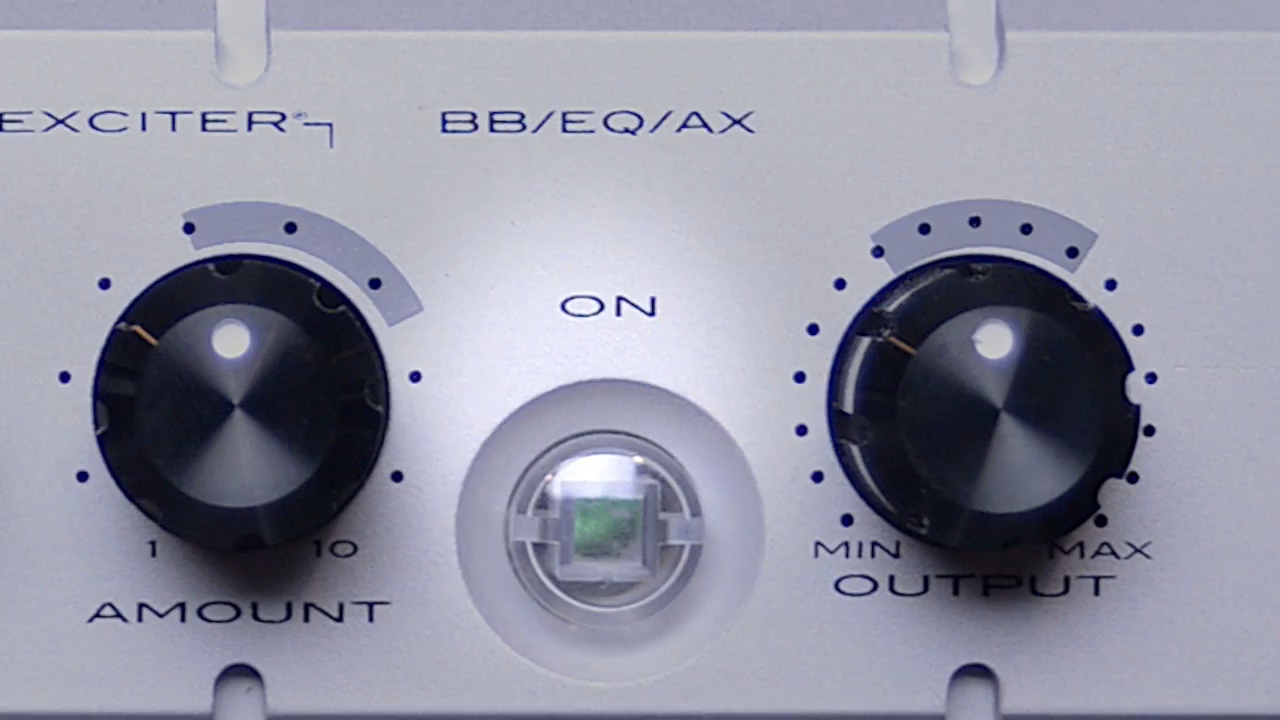 EXCITER®
BB/EQ/AX
ON
1 10
AMOUNT
MIN MAX
OUTPUT